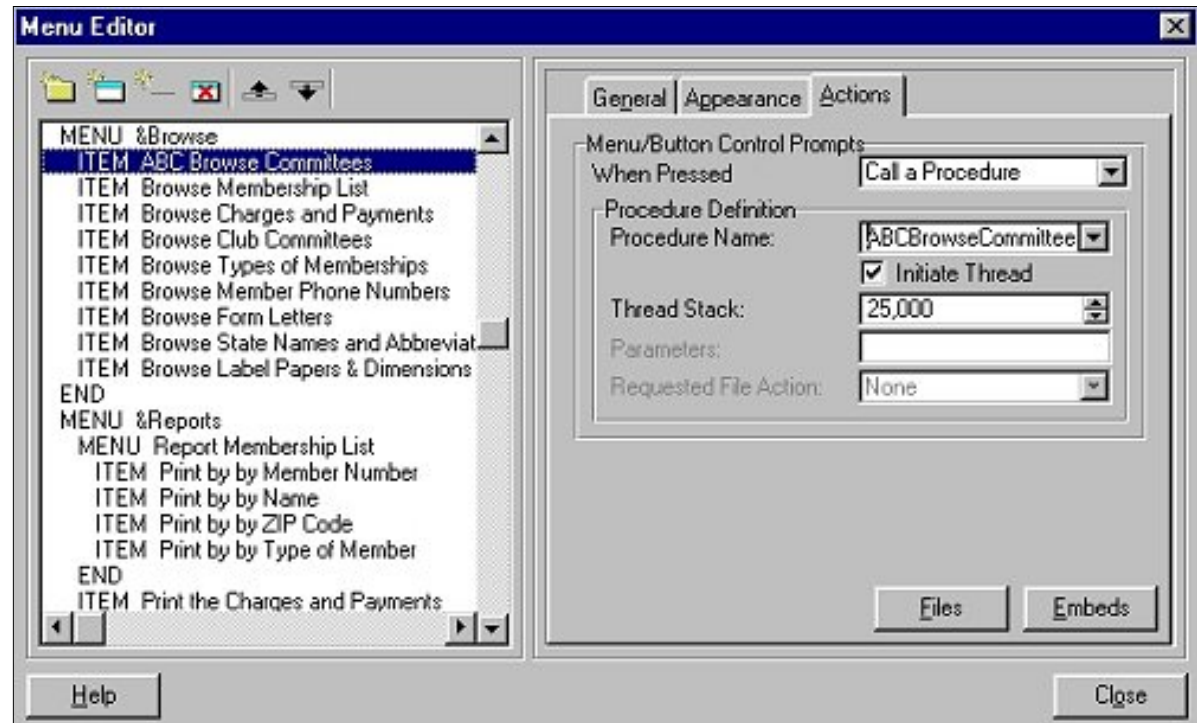 Menu Editor
MENU &Browse
ITEM ABC Browse Committees
ITEM Browse Membership List
ITEM Browse Charges and Payments
ITEM Browse Club Committees
ITEM Browse Types of Memberships
ITEM Browse Member Phone Numbers
ITEM Browse Form Letters
ITEM Browse State Names and Abbreviat
ITEM Browse Label Papers & Dimensions
END
MENU &Reports
MENU Report Membership List
ITEM Print by by Member Number
ITEM Print by by Name
ITEM Print by by ZIP Code
ITEM Print by by Type of Member
END
ITEM Print the Charges and Payments
General Appearance Actions
Menu/Button Control Prompts
When Pressed Call a Procedure
Procedure Definition
Procedure Name: ABCBrowseCommittee
Initiate Thread
Thread Stack: 25,000
Parameters:
Requested File Action: None
Files Embeds
Help Close